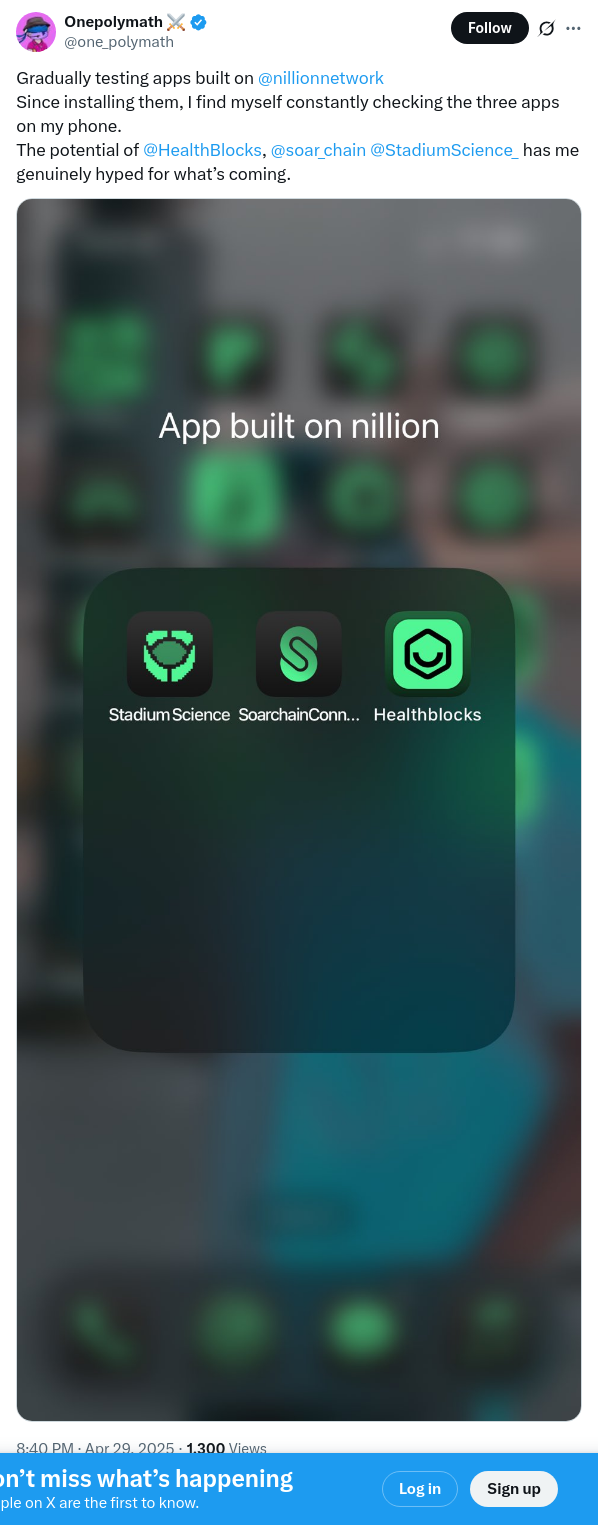 Onepolymath ⚔️
@one_polymath
Follow
Gradually testing apps built on @nillionnetwork
Since installing them, I find myself constantly checking the three apps
on my phone.
The potential of @HealthBlocks, @soar_chain @StadiumScience_ has me
genuinely hyped for what's coming.
App built on nillion
Stadium Science SoarchainConn... Healthblocks
8:40 PM · Apr 29, 2025 · 1,300 Views
on't miss what's happening
ple on X are the first to know.
Log in
Sign up